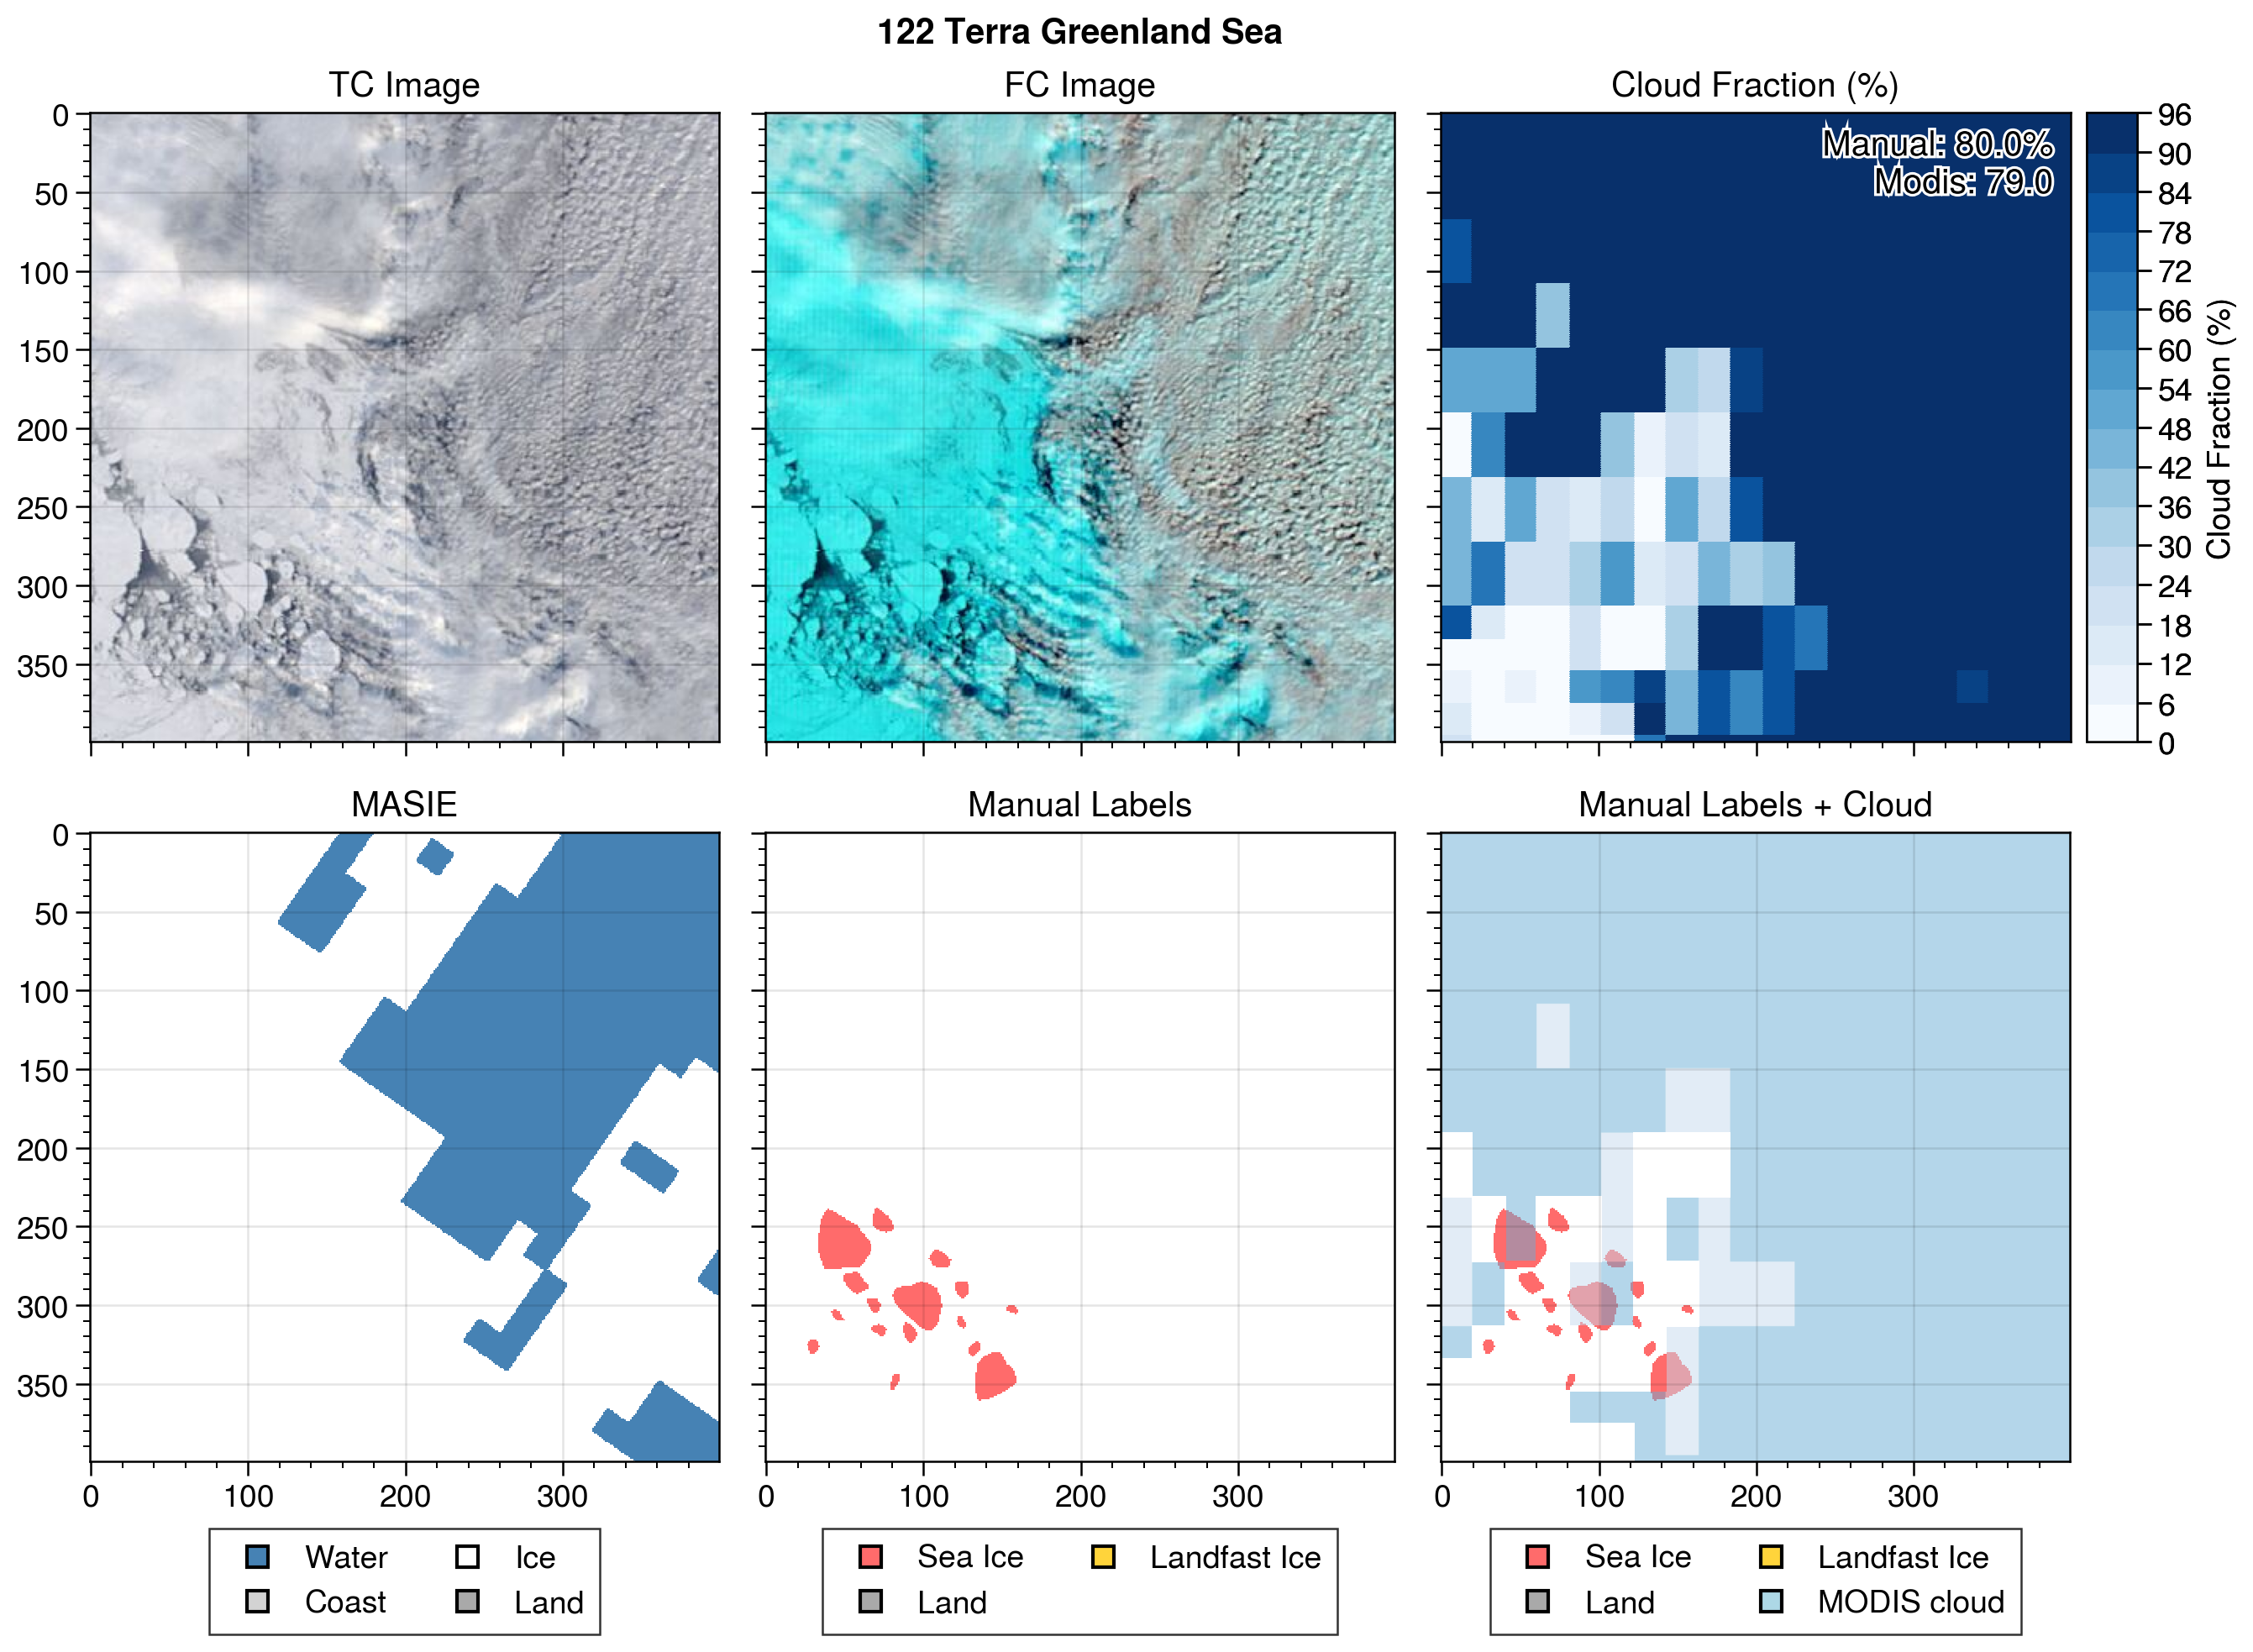 122 Terra Greenland Sea
TC Image
FC Image
Cloud Fraction (%)
0
50
100
150
200
250
300
350
Manual: 80.0%
Modis: 79.0
96
90
84
78
72
66
60
54
48
42
36
30
24
18
12
6
0
Cloud Fraction (%)
MASIE
Manual Labels
Manual Labels + Cloud
0
50
100
150
200
250
300
350
0 100 200 300
0 100 200 300
0 100 200 300
Water Ice
Coast Land
Sea Ice Landfast Ice
Land
Sea Ice Landfast Ice
Land MODIS cloud